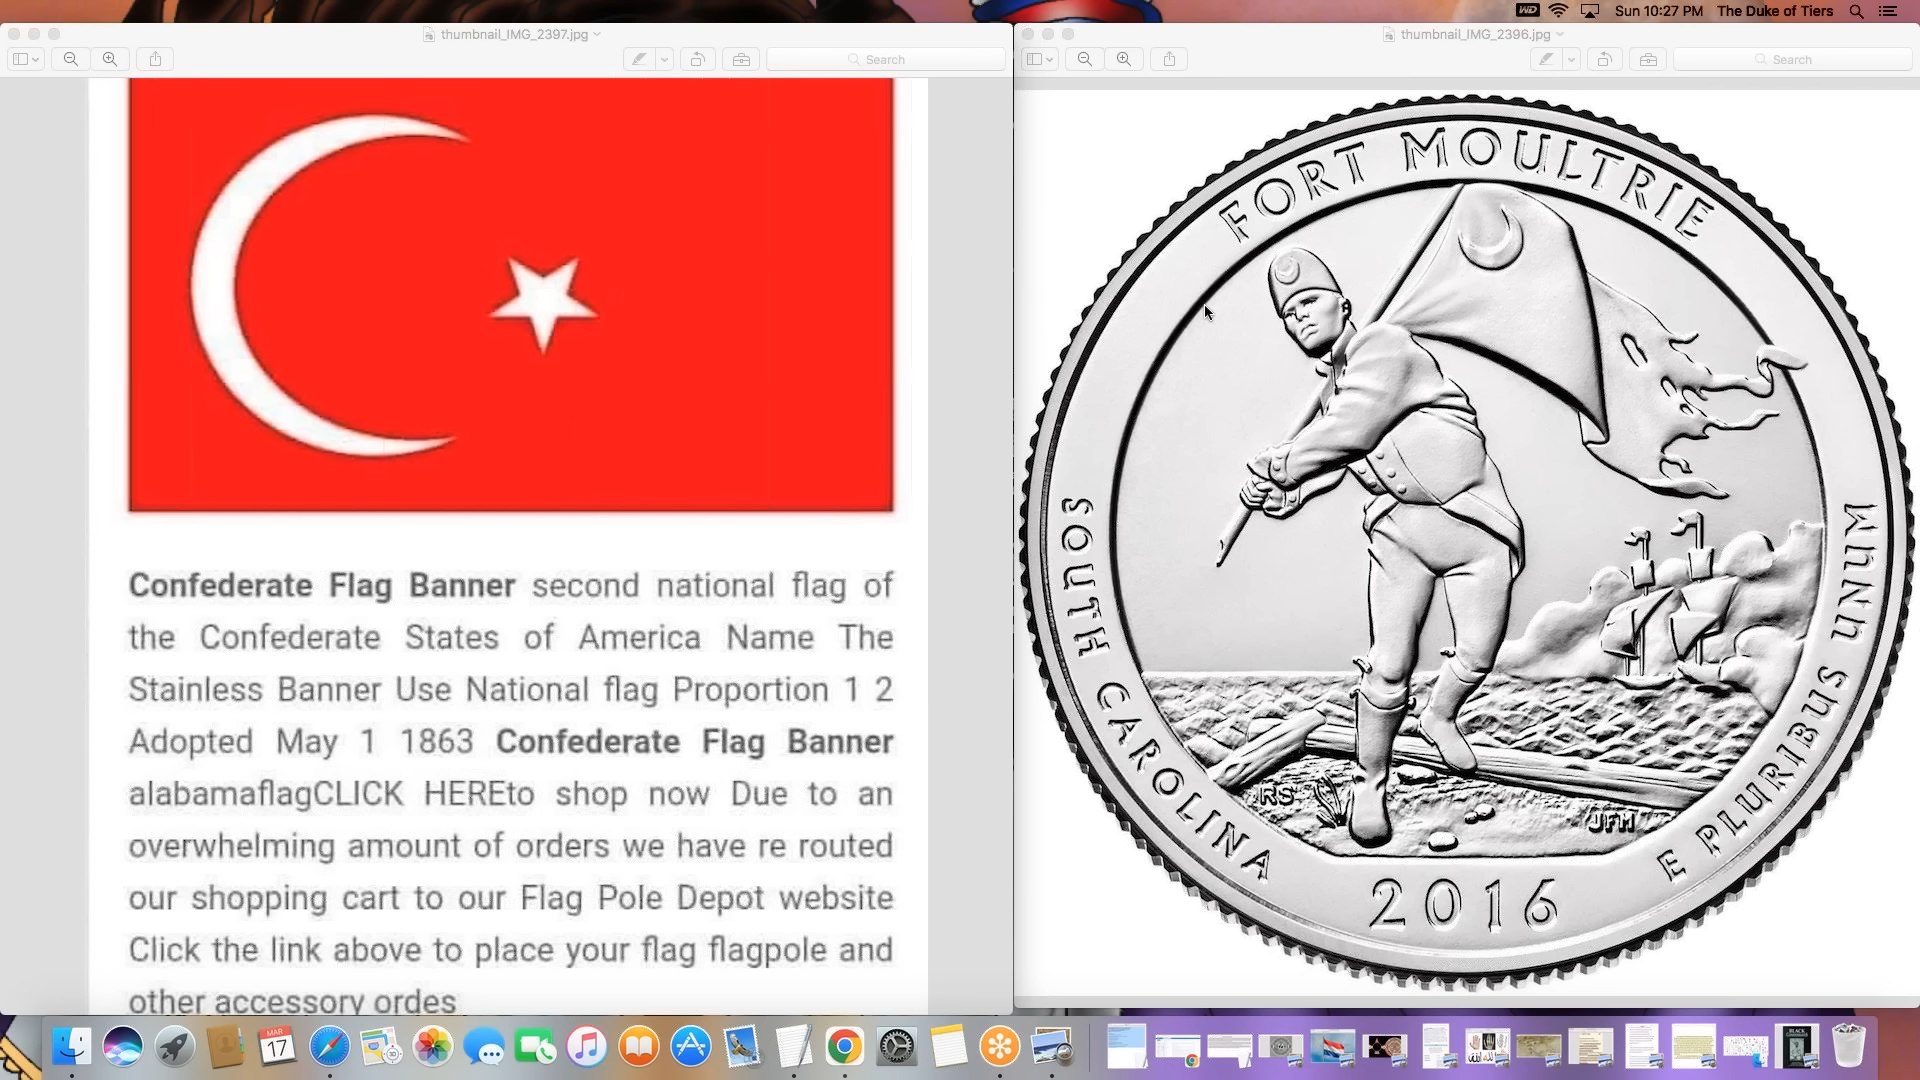 Sun 10:27 PM The Duke of Tiers
thumbnail_IMG_2397.jpg
Search
Confederate Flag Banner second national flag of
the Confederate States of America Name The
Stainless Banner Use National flag Proportion 1 2
Adopted May 1 1863 Confederate Flag Banner
alabamaflagCLICK HEREto shop now Due to an
overwhelming amount of orders we have re routed
our shopping cart to our Flag Pole Depot website
Click the link above to place your flag flagpole and
other accessory ordes
thumbnail_IMG_2396.jpg
Search
FORT MOULTRIE
SOUTH CAROLINA
2016
E PLURIBUS UNUM
RS
JFM
MAR
17